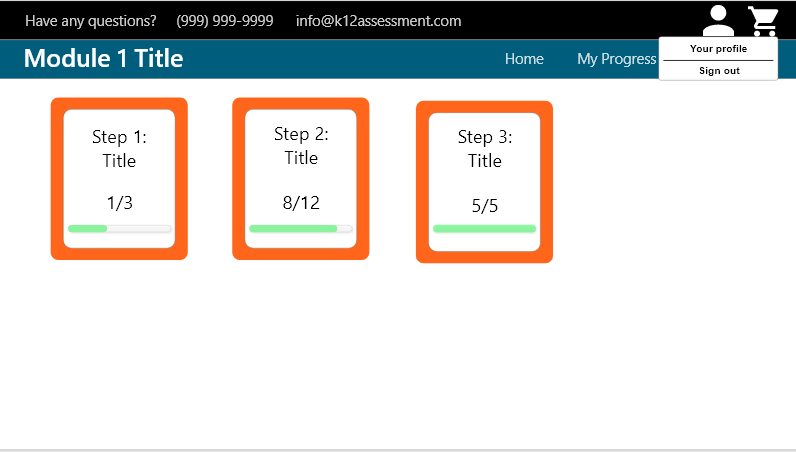 Have any questions? (999) 999-9999 info@k12assessment.com
Module 1 Title
Home My Progress
Your profile
Sign out
Step 1:
Title
1/3
Step 2:
Title
8/12
Step 3:
Title
5/5